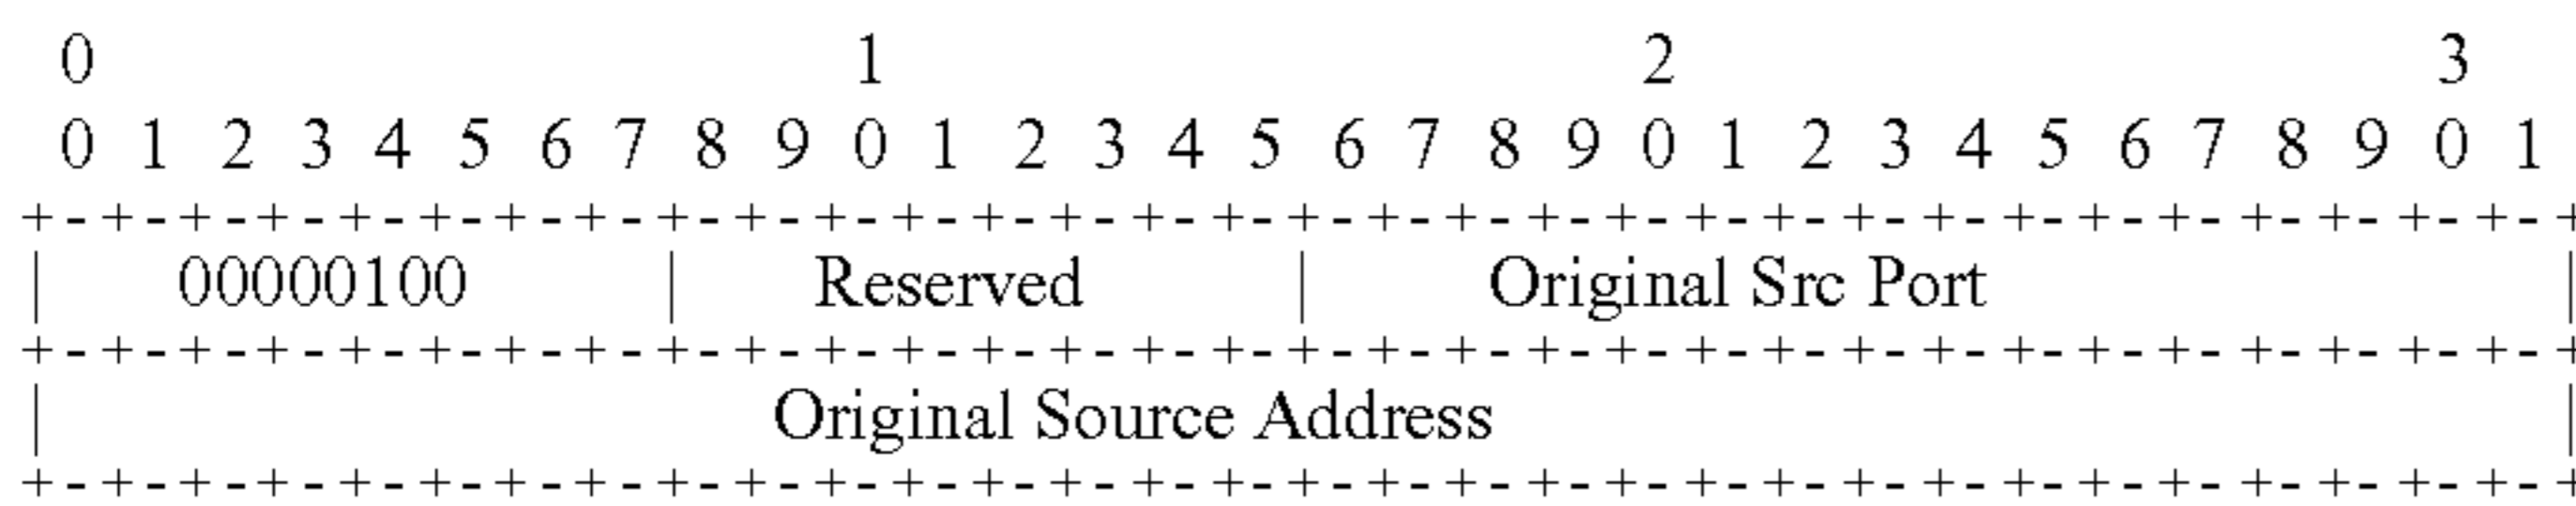 0 1 2 3
0 1 2 3 4 5 6 7 8 9 0 1 2 3 4 5 6 7 8 9 0 1 2 3 4 5 6 7 8 9 0 1
+-+-+-+-+-+-+-+-+-+-+-+-+-+-+-+-+-+-+-+-+-+-+-+-+-+-+-+-+-+-+-+-+
| 00000100 | Reserved | Original Src Port |
+-+-+-+-+-+-+-+-+-+-+-+-+-+-+-+-+-+-+-+-+-+-+-+-+-+-+-+-+-+-+-+-+
| Original Source Address |
+-+-+-+-+-+-+-+-+-+-+-+-+-+-+-+-+-+-+-+-+-+-+-+-+-+-+-+-+-+-+-+-+